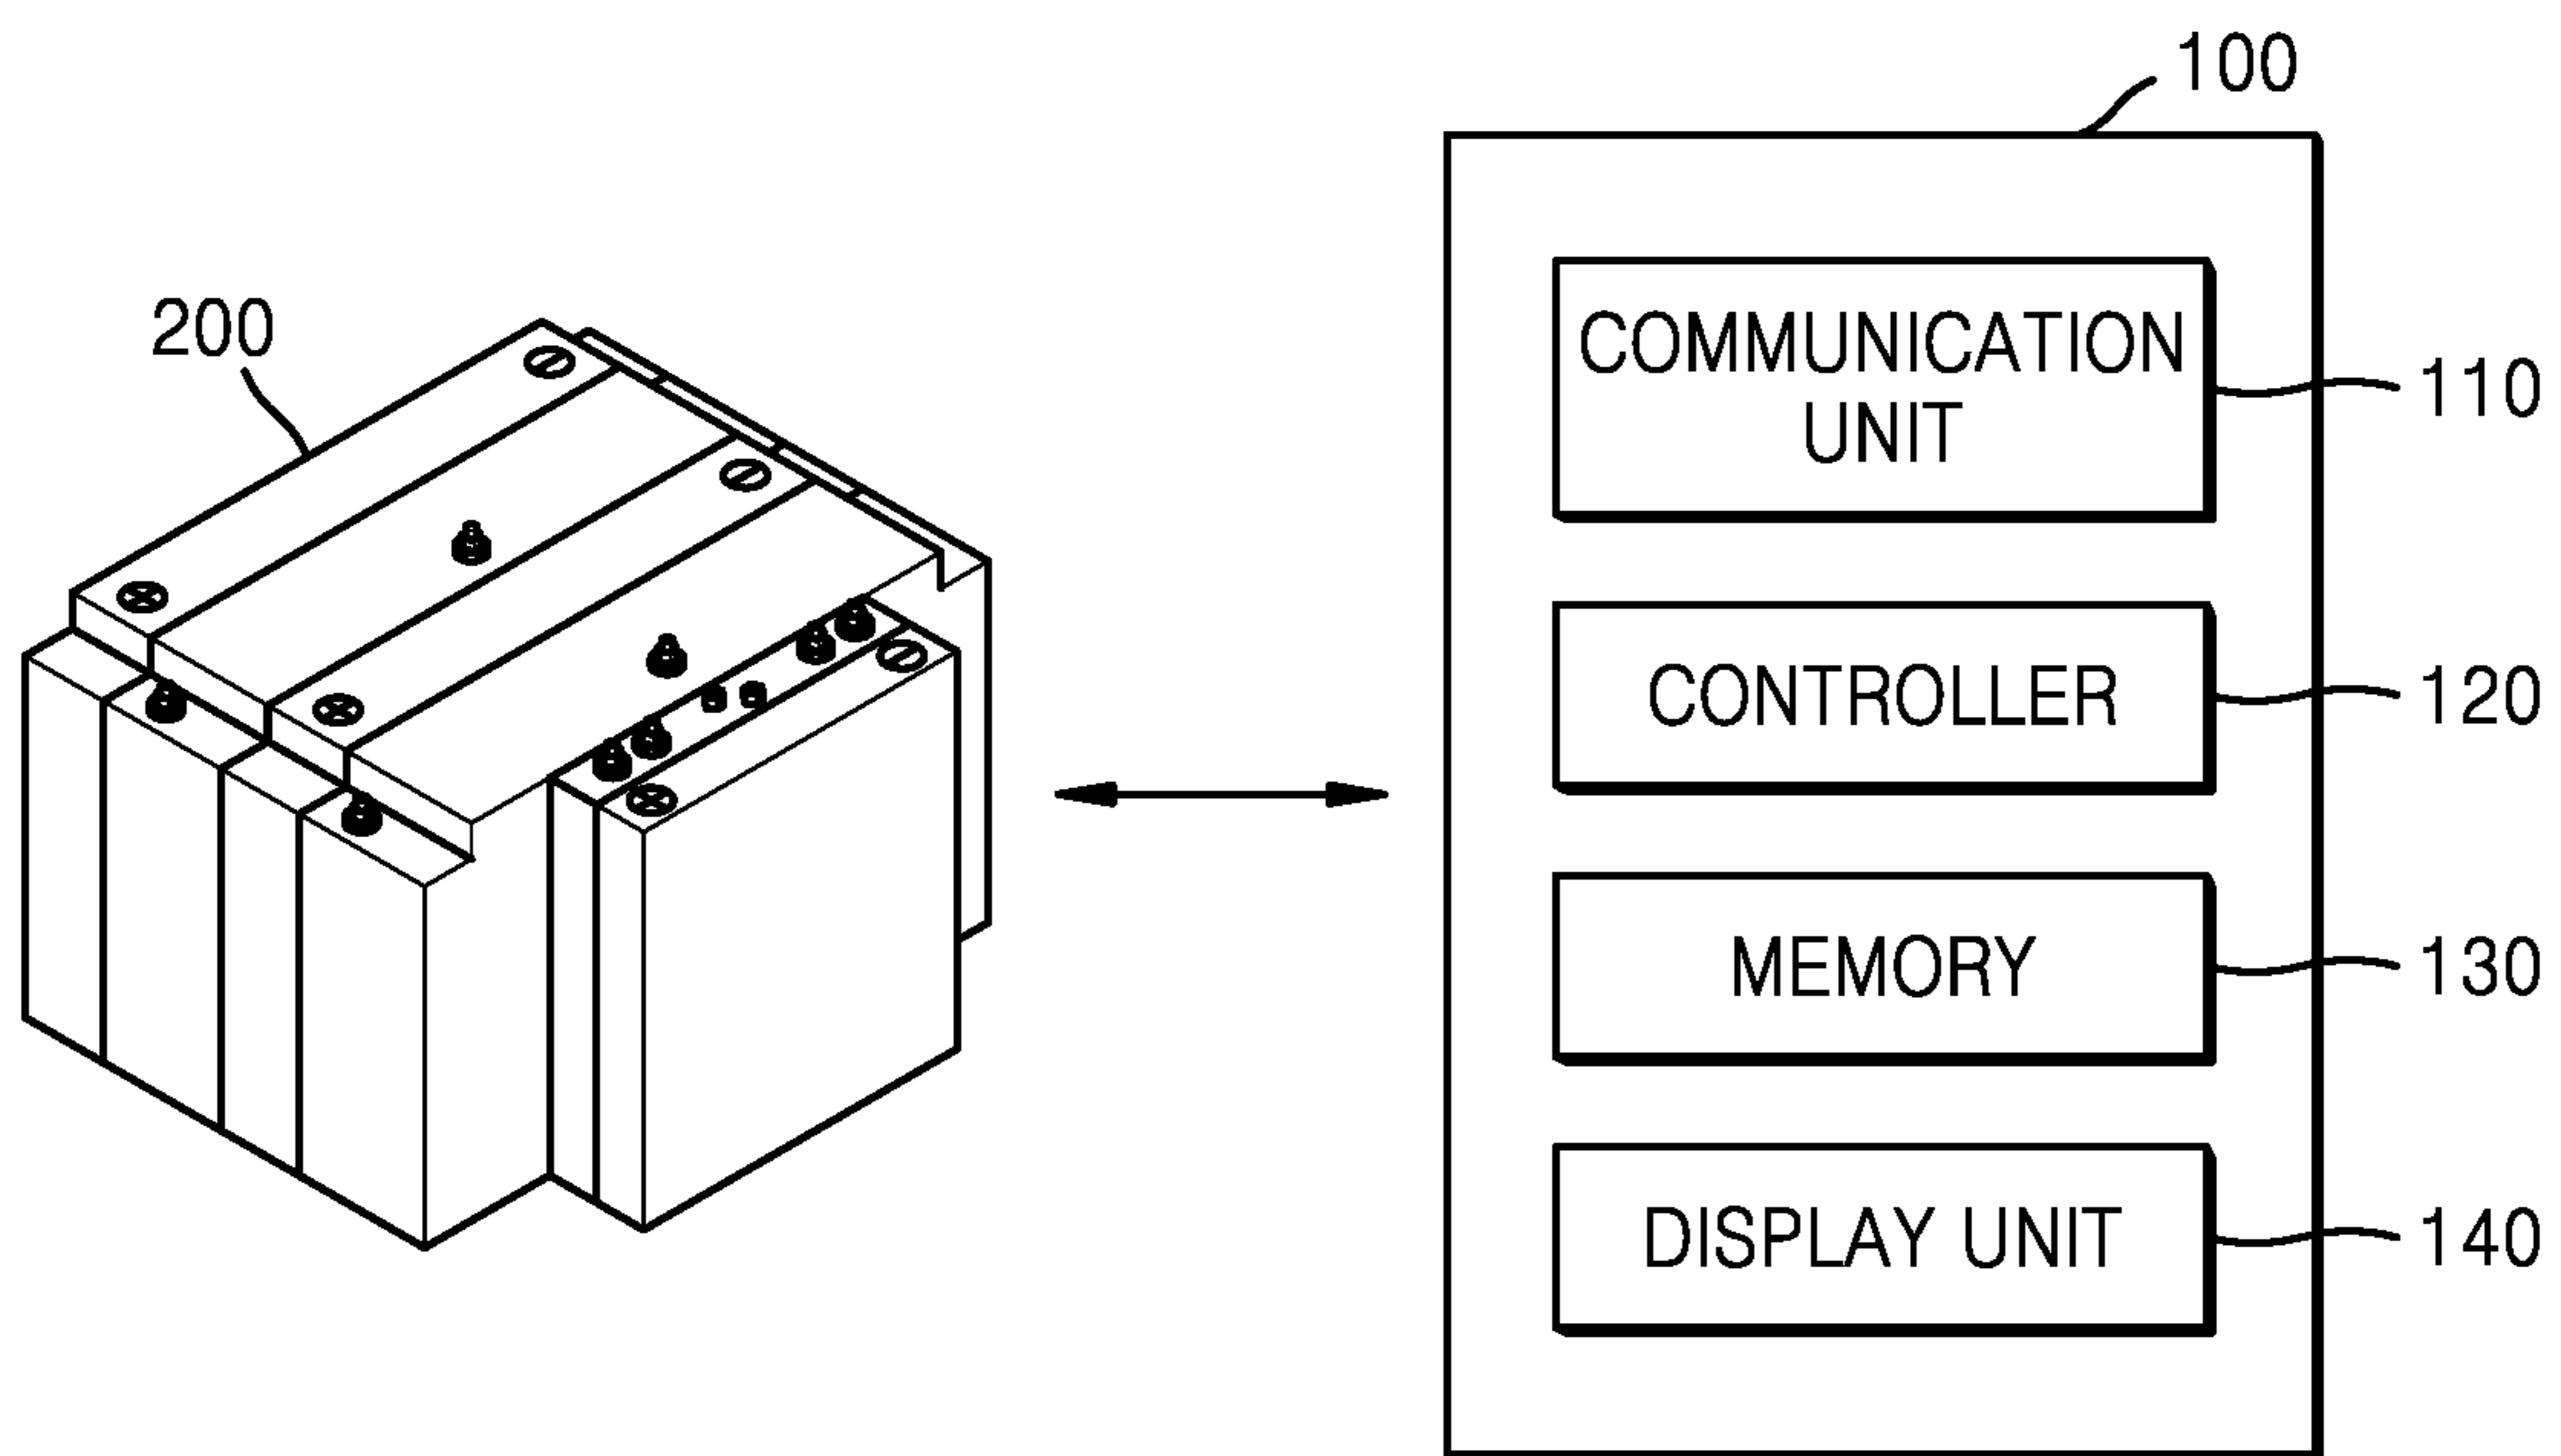 100
200
COMMUNICATION
UNIT
110
CONTROLLER
120
MEMORY
130
DISPLAY UNIT
140